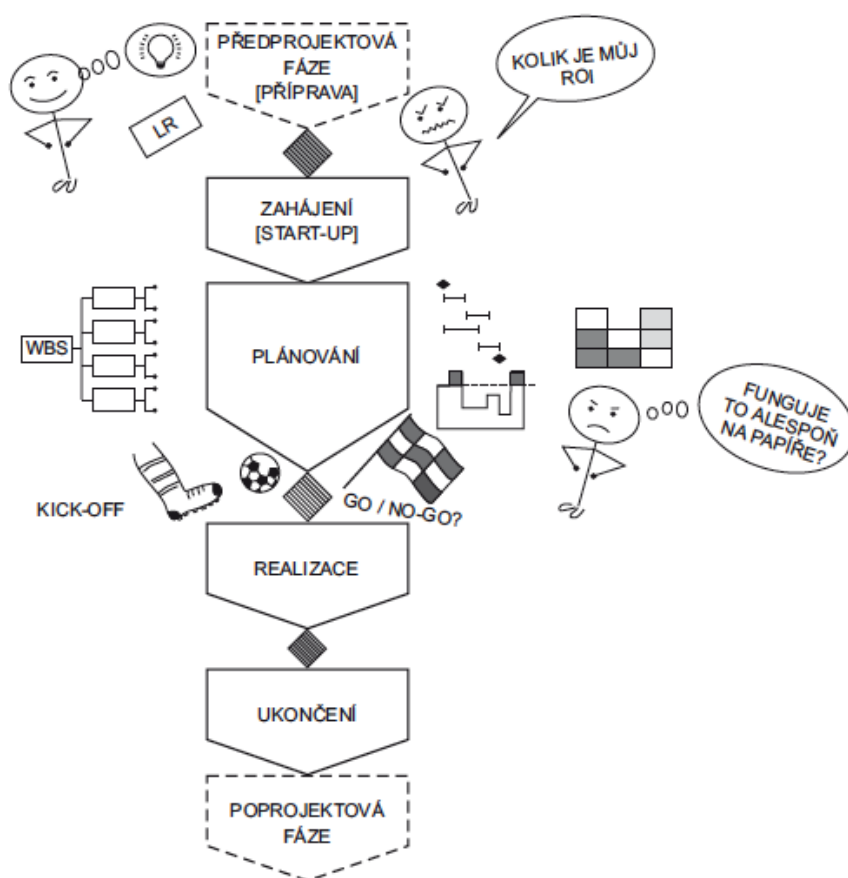 PŘEDPROJEKTOVÁ
FÁZE
[PŘÍPRAVA]
KOLIK JE MŮJ
ROI
LR
ZAHÁJENÍ
[START-UP]
WBS
PLÁNOVÁNÍ
FUNGUJE
TO ALESPOŇ
NA PAPÍŘE?
KICK-OFF
GO / NO-GO?
REALIZACE
UKONČENÍ
POPROJEKTOVÁ
FÁZE